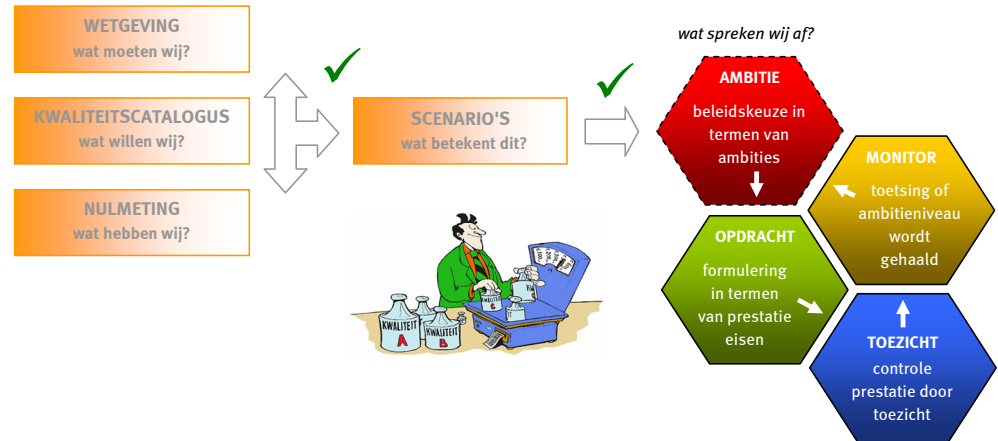 WETGEVING
wat moeten wij?
KWALITEITSCATALOGUS
wat willen wij?
NULMETING
wat hebben wij?
SCENARIO'S
wat betekent dit?
wat spreken wij af?
AMBITIE
beleidskeuze in
termen van
ambities
MONITOR
toetsing of
ambitieniveau
wordt
gehaald
OPDRACHT
formulering
in termen
van prestatie
eisen
TOEZICHT
controle
prestatie door
toezicht
KWALITEIT
A
KWALITEIT
B
C